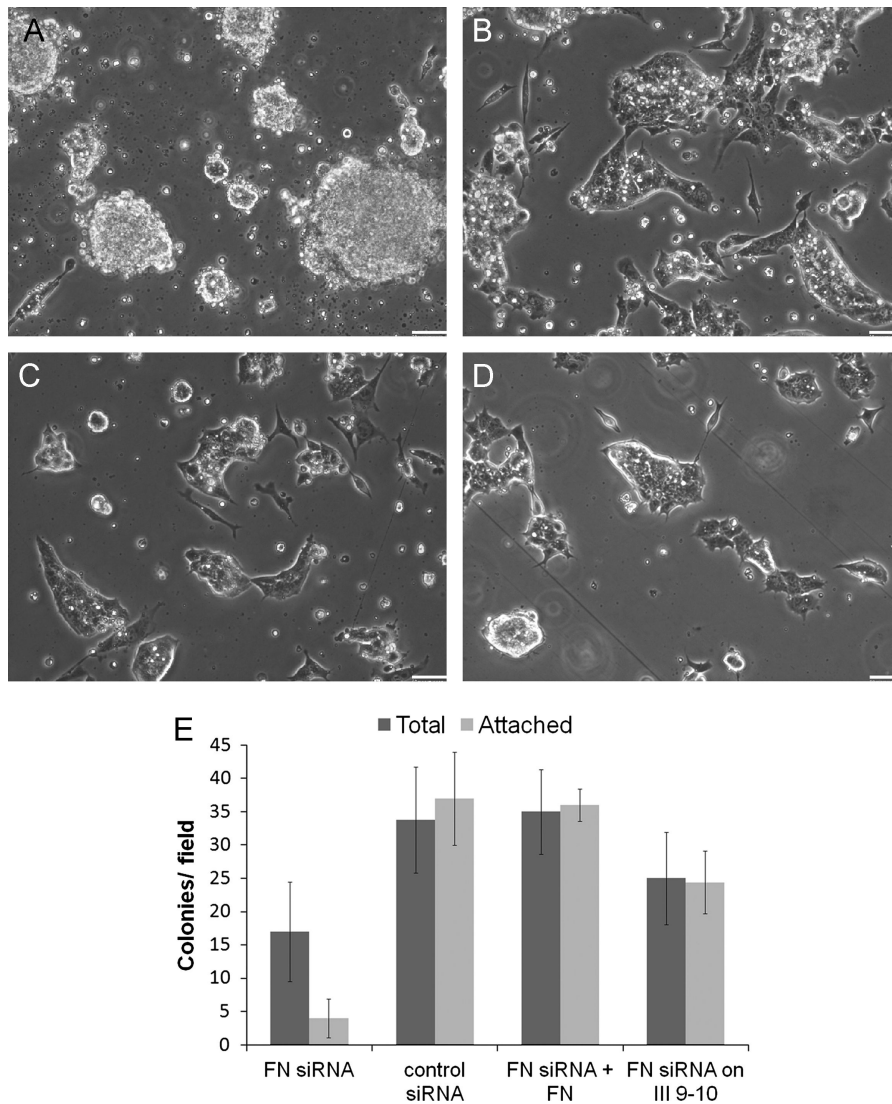 A
B
C
D
E
Total Attached
Colonies/ field
45
40
35
30
25
20
15
10
5
0
FN siRNA
control
siRNA
FN siRNA +
FN
FN siRNA on
III 9-10